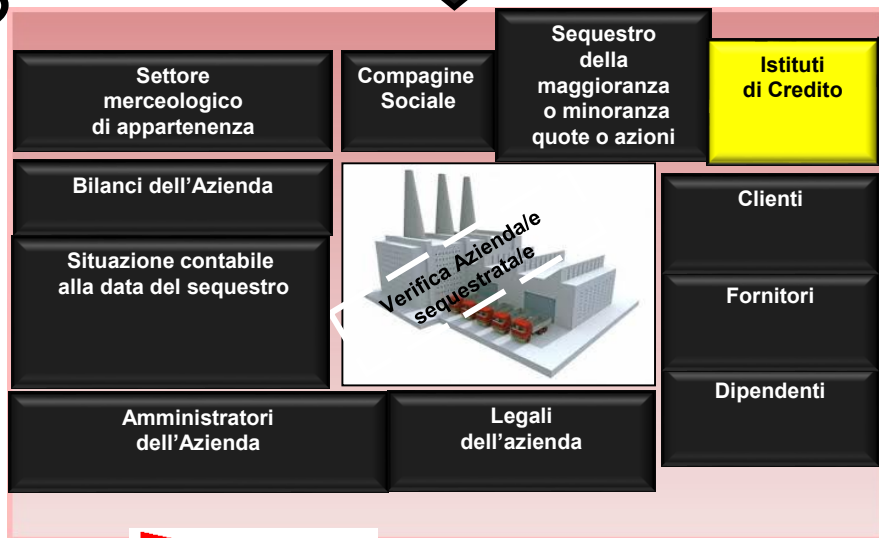 Settore
merceologico
di appartenenza
Compagine
Sociale
Sequestro
della
maggioranza
o minoranza
quote o azioni
Istituti
di Credito
Bilanci dell'Azienda
Situazione contabile
alla data del sequestro
Verifica Azienda/e
sequestrata/e
Clienti
Fornitori
Dipendenti
Amministratori
dell'Azienda
Legali
dell'azienda